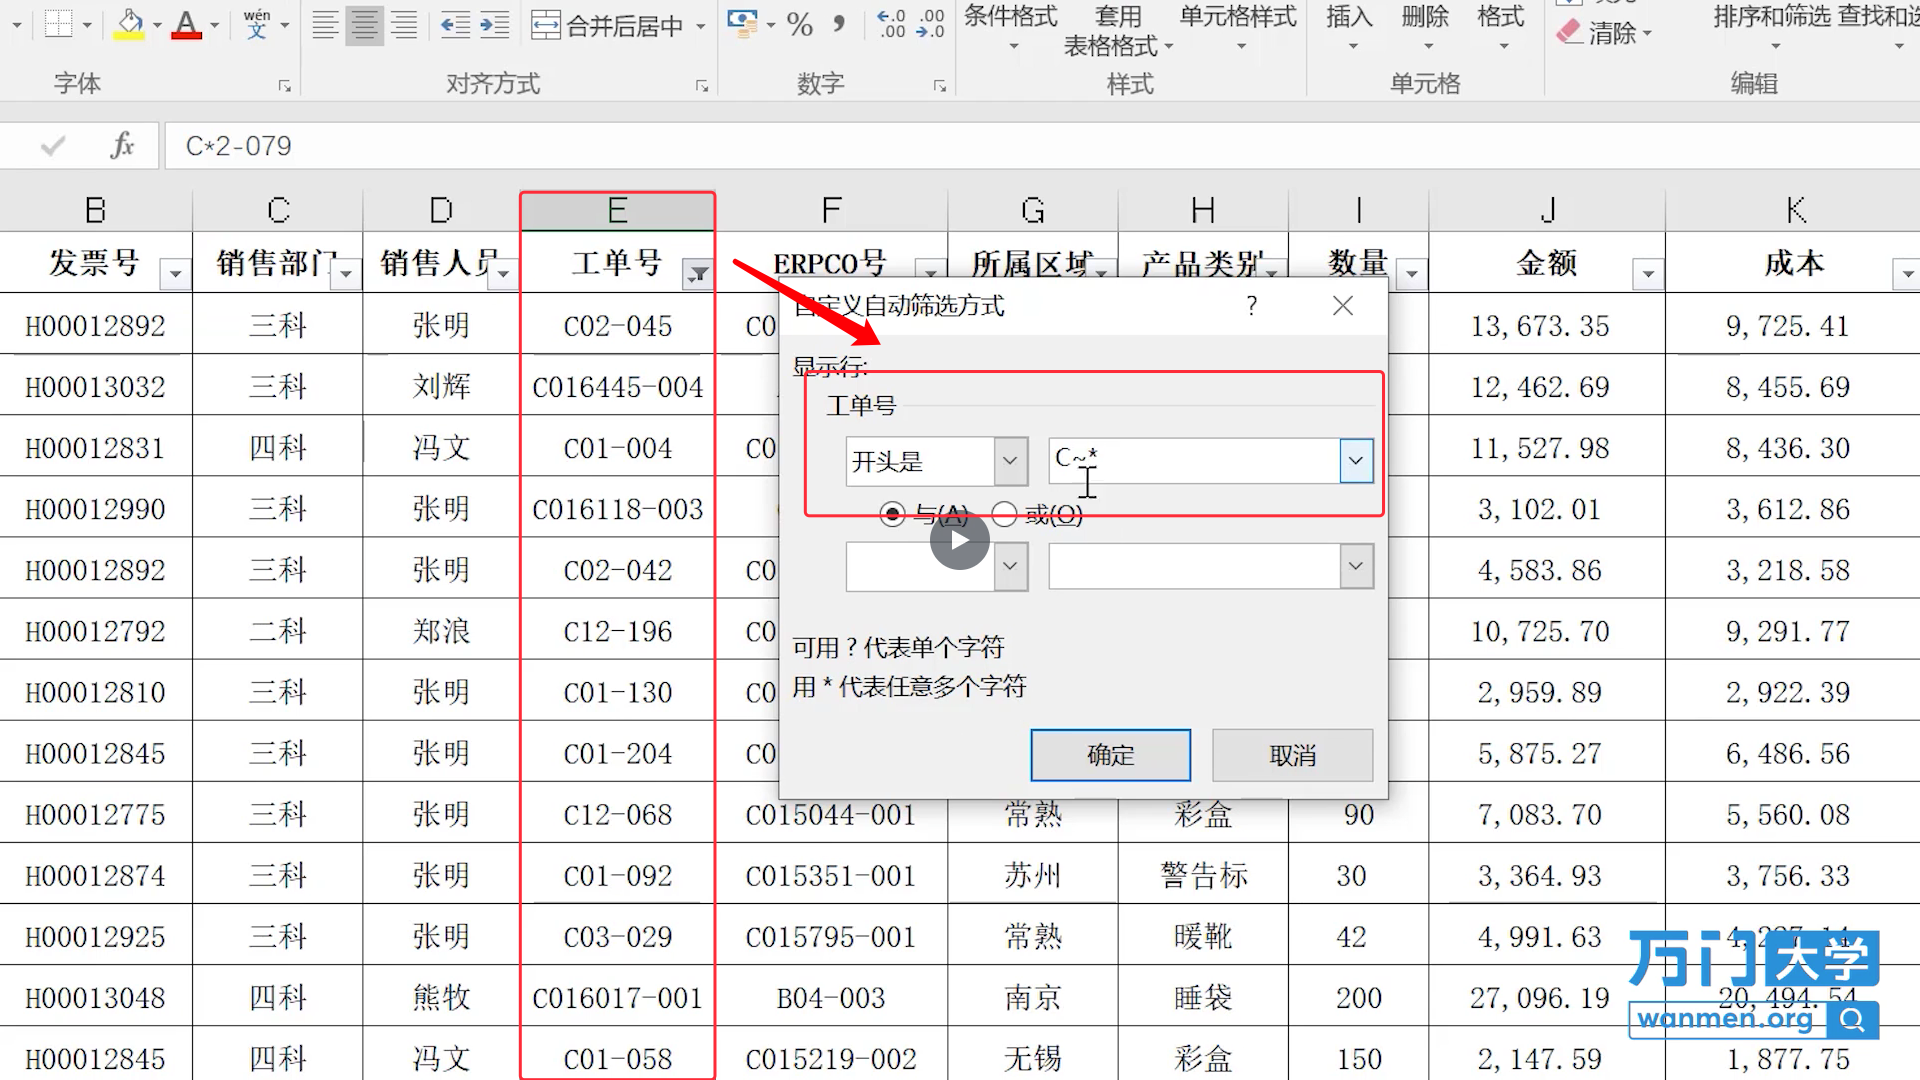 wén
文
合并后居中
%
条件格式 套用 表格格式 单元格样式
插入 删除 格式
清除
排序和筛选 查找和
字体 对齐方式 数字 样式 单元格 编辑
fx C*2-079
B C D E F G H I J K
发票号 销售部门 销售人员 工单号 ERPCO号 所属区域 产品类别 数量 金额 成本
H00012892 三科 张明 C02-045 C0 13,673.35 9,725.41
H00013032 三科 刘辉 C016445-004 12,462.69 8,455.69
H00012831 四科 冯文 C01-004 C0 11,527.98 8,436.30
H00012990 三科 张明 C016118-003 3,102.01 3,612.86
H00012892 三科 张明 C02-042 C0 4,583.86 3,218.58
H00012792 二科 郑浪 C12-196 C0 10,725.70 9,291.77
H00012810 三科 张明 C01-130 C0 2,959.89 2,922.39
H00012845 三科 张明 C01-204 C0 5,875.27 6,486.56
H00012775 三科 张明 C12-068 C015044-001 常熟 彩盒 90 7,083.70 5,560.08
H00012874 三科 张明 C01-092 C015351-001 苏州 警告标 30 3,364.93 3,756.33
H00012925 三科 张明 C03-029 C015795-001 常熟 暖靴 42 4,991.63
H00013048 四科 熊牧 C016017-001 B04-003 南京 睡袋 200 27,096.19 20,494.54
H00012845 四科 冯文 C01-058 C015219-002 无锡 彩盒 150 2,147.59 1,877.75
自定义自动筛选方式 ?
显示行:
工单号
开头是 C~*
与(A) 或(O)
可用 ? 代表单个字符
用 * 代表任意多个字符
确定 取消
万门大学
wanmen.org